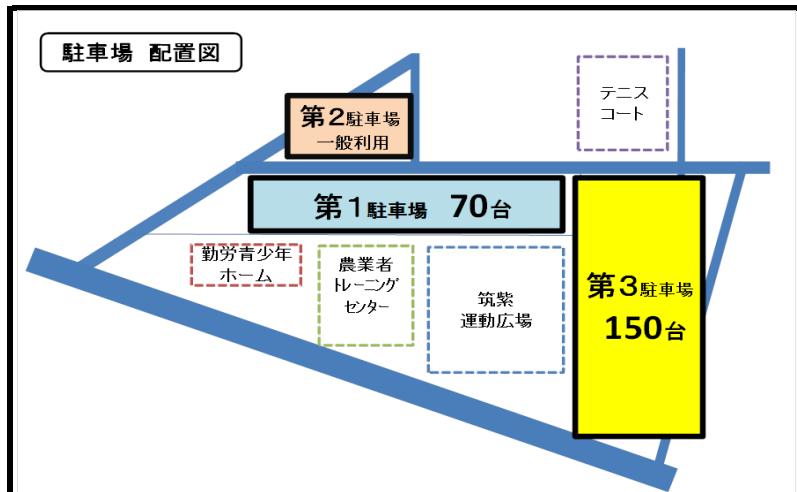 駐車場 配置図
テニス
コート
第2駐車場
一般利用
第1駐車場 70台
勤労青少年
ホーム
農業者
トレーニング
センター
筑紫
運動広場
第3駐車場
150台